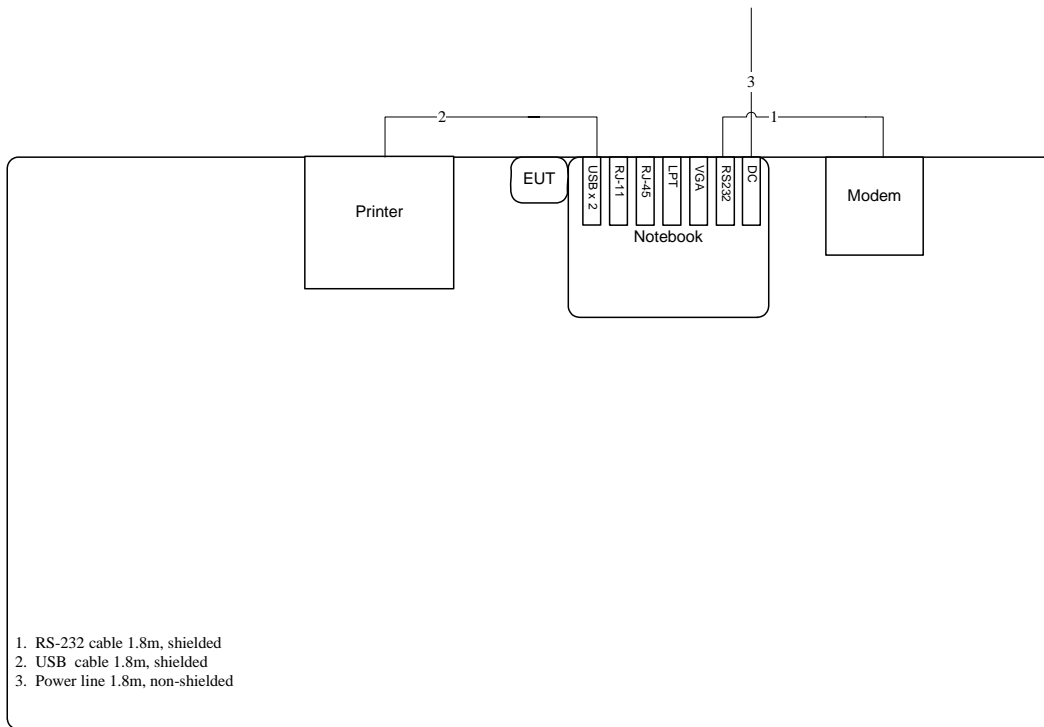 3
2
1
EUT
USB x 2
RJ-11
RJ-45
LPT
VGA
RS232
DC
Printer
Modem
Notebook
1. RS-232 cable 1.8m, shielded
2. USB cable 1.8m, shielded
3. Power line 1.8m, non-shielded